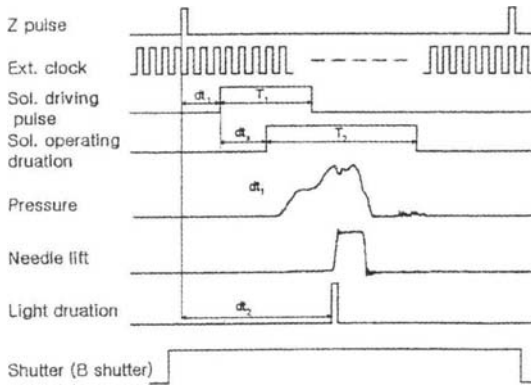 Z pulse
Ext. clock
Sol. driving
pulse
dt₁
T₁
Sol. operating
druation
dtₛ
T₂
dt₁
Pressure
Needle lift
Light druation
dt₂
Shutter (B shutter)